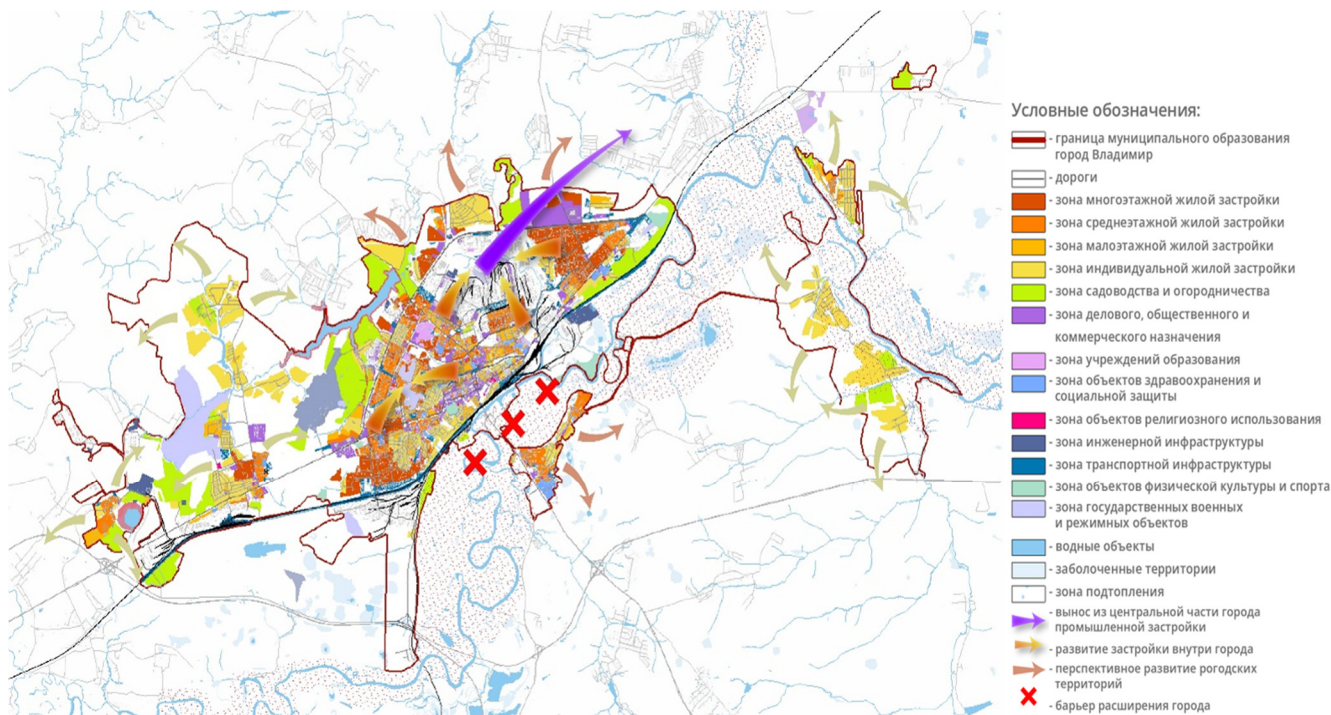 Условные обозначения:
- граница муниципального образования
город Владимир
- дороги
- зона многоэтажной жилой застройки
- зона среднеэтажной жилой застройки
- зона малоэтажной жилой застройки
- зона индивидуальной жилой застройки
- зона садоводства и огородничества
- зона делового, общественного и
коммерческого назначения
- зона учреждений образования
- зона объектов здравоохранения и
социальной защиты
- зона объектов религиозного использования
- зона инженерной инфраструктуры
- зона транспортной инфраструктуры
- зона объектов физической культуры и спорта
- зона государственных военных
и режимных объектов
- водные объекты
- заболоченные территории
- зона подтопления
- вынос из центральной части города
промышленной застройки
- развитие застройки внутри города
- перспективное развитие рогодских
территорий
- барьер расширения города